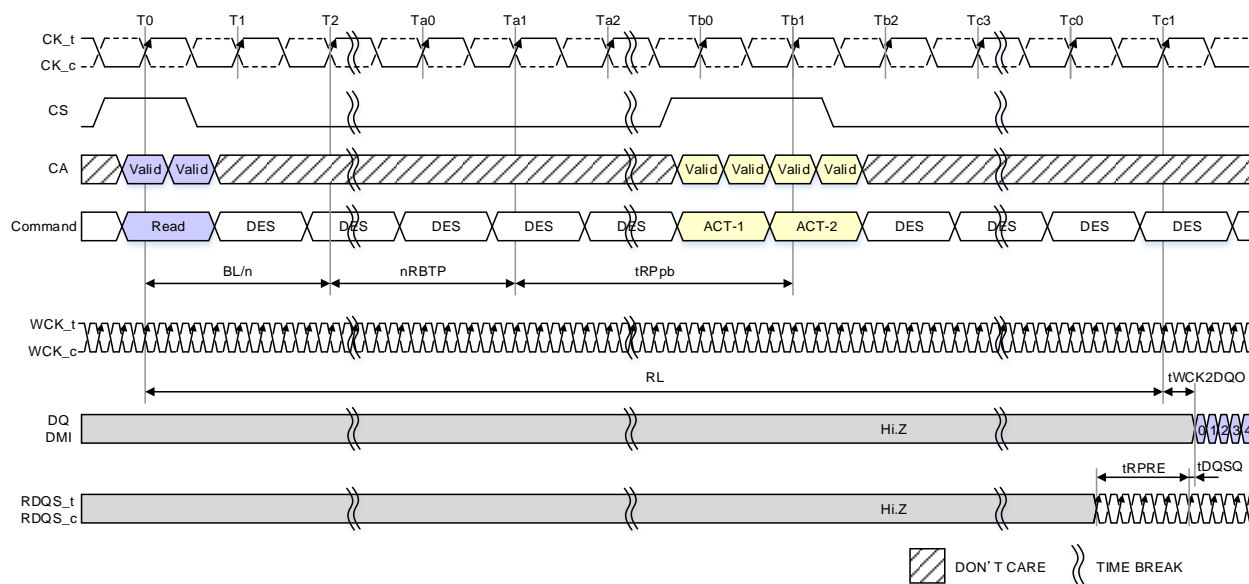 T0 T1 T2 Ta0 Ta1 Ta2 Tb0 Tb1 Tb2 Tc3 Tc0 Tc1
CK_t
CK_c
CS
CA Valid Valid Valid Valid Valid Valid
Command Read DES DES DES DES DES ACT-1 ACT-2 DES DES DES DES
BL/n nRBTP tRPpb
WCK_t
WCK_c
RL tWCK2DQO
DQ
DMI
Hi.Z 0 1 2 3 4
tRPRE tDQSQ
RDQS_t
RDQS_c
Hi.Z
DON'T CARE TIME BREAK